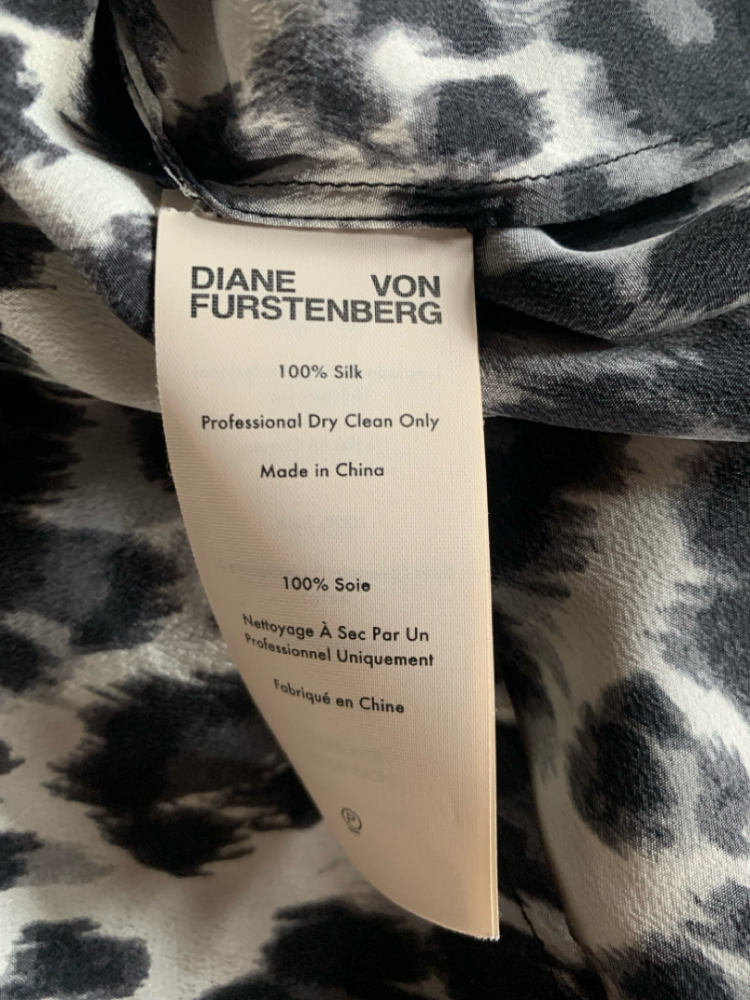 DIANE VON
FURSTENBERG
100% Silk
Professional Dry Clean Only
Made in China
100% Soie
Nettoyage À Sec Par Un
Professionnel Uniquement
Fabriqué en Chine
P